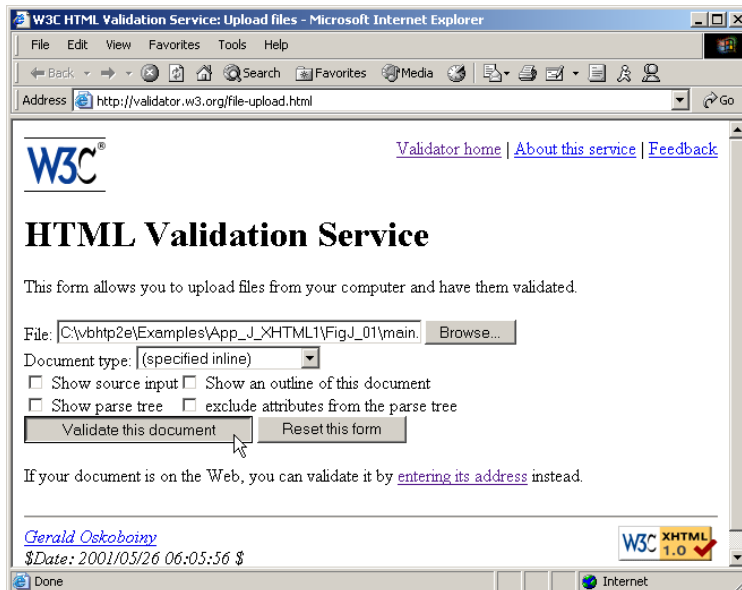 W3C HTML Validation Service: Upload files - Microsoft Internet Explorer
File Edit View Favorites Tools Help
Back Search Favorites Media
Address http://validator.w3.org/file-upload.html Go
W3C®
Validator home | About this service | Feedback
HTML Validation Service
This form allows you to upload files from your computer and have them validated.
File: C:\vbhtp2e\Examples\App_J_XHTML1\FigJ_01\main. Browse...
Document type: (specified inline)
Show source input Show an outline of this document
Show parse tree exclude attributes from the parse tree
Validate this document Reset this form
If your document is on the Web, you can validate it by entering its address instead.
Gerald Oskoboiny
$Date: 2001/05/26 06:05:56 $
W3C XHTML 1.0
Done Internet